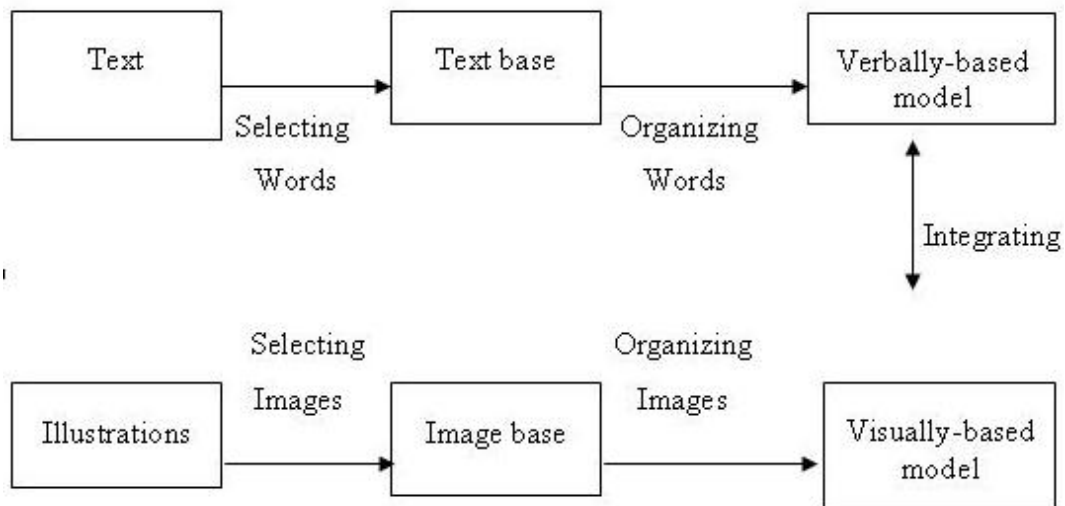 Text
Text base
Verbally-based
model
Selecting
Words
Organizing
Words
Integrating
Selecting
Images
Organizing
Images
Illustrations
Image base
Visually-based
model